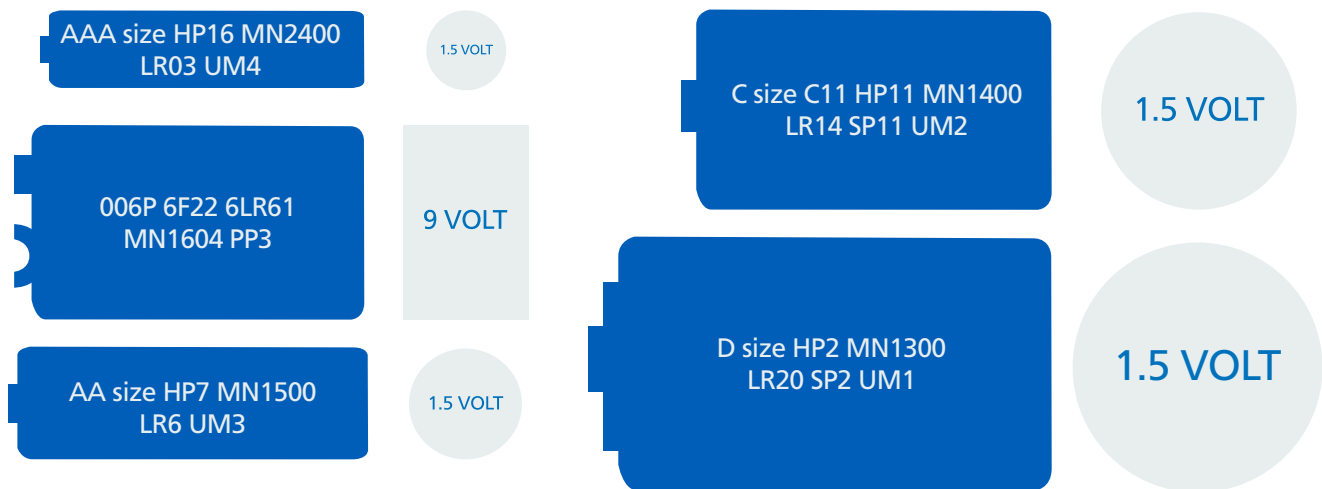 AAA size HP16 MN2400
LR03 UM4
1.5 VOLT
006P 6F22 6LR61
MN1604 PP3
9 VOLT
AA size HP7 MN1500
LR6 UM3
1.5 VOLT
C size C11 HP11 MN1400
LR14 SP11 UM2
1.5 VOLT
D size HP2 MN1300
LR20 SP2 UM1
1.5 VOLT